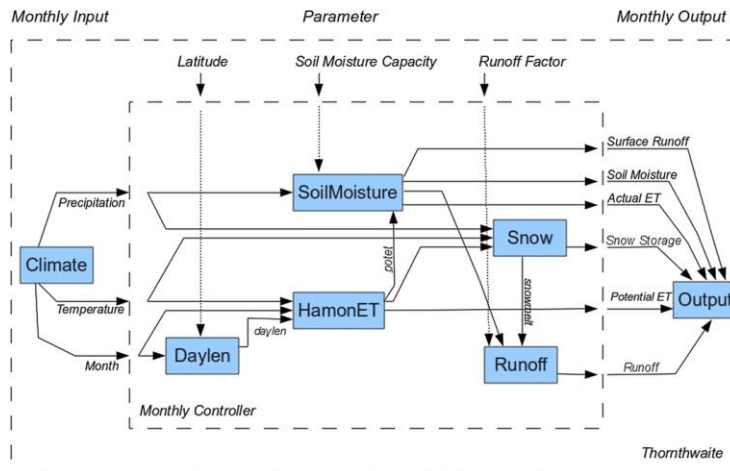 Monthly Input
Parameter
Monthly Output
Latitude
Soil Moisture Capacity
Runoff Factor
Surface Runoff
SoilMoisture
Soil Moisture
Precipitation
Actual ET
Snow
Climate
potet
Snow Storage
Temperature
HamonET
snowmelt
Potential ET
Output
daylen
Daylen
Month
Runoff
Runoff
Monthly Controller
Thornthwaite